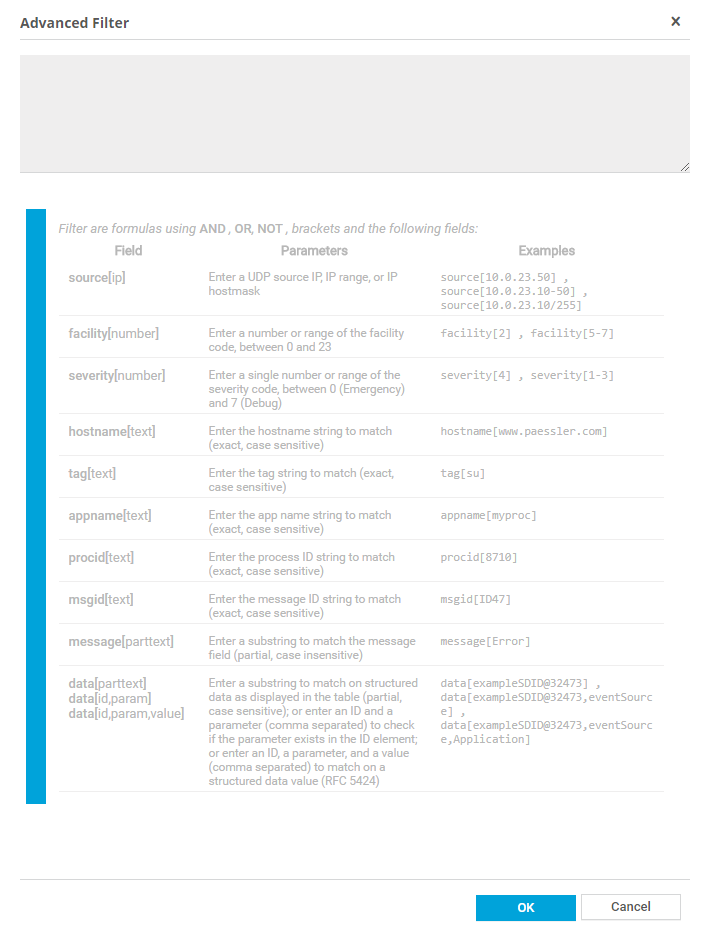 Advanced Filter
×
Filter are formulas using AND , OR, NOT , brackets and the following fields:
Field Parameters Examples
source[ip] Enter a UDP source IP, IP range, or IP source[10.0.23.50] ,
hostmask source[10.0.23.10-50] ,
source[10.0.23.10/255]
facility[number] Enter a number or range of the facility facility[2] , facility[5-7]
code, between 0 and 23
severity[number] Enter a single number or range of the severity[4] , severity[1-3]
severity code, between 0 (Emergency)
and 7 (Debug)
hostname[text] Enter the hostname string to match hostname[www.paessler.com]
(exact, case sensitive)
tag[text] Enter the tag string to match (exact, tag[su]
case sensitive)
appname[text] Enter the app name string to match appname[myproc]
(exact, case sensitive)
procid[text] Enter the process ID string to match procid[8710]
(exact, case sensitive)
msgid[text] Enter the message ID string to match msgid[ID47]
(exact, case sensitive)
message[parttext] Enter a substring to match the message message[Error]
field (partial, case insensitive)
data[parttext] Enter a substring to match on structured data[exampleSDID@32473] ,
data[id,param] data as displayed in the table (partial, data[exampleSDID@32473,eventSourc
data[id,param,value] case sensitive); or enter an ID and a e] ,
parameter (comma separated) to check data[exampleSDID@32473,eventSourc
if the parameter exists in the ID element; e,Application]
or enter an ID, a parameter, and a value
(comma separated) to match on a
structured data value (RFC 5424)
OK Cancel